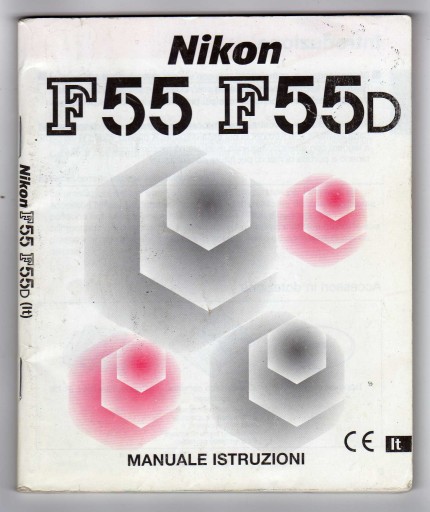 Nikon
F55 F55D
Nikon F55 F55D (It)
CE It
MANUALE ISTRUZIONI